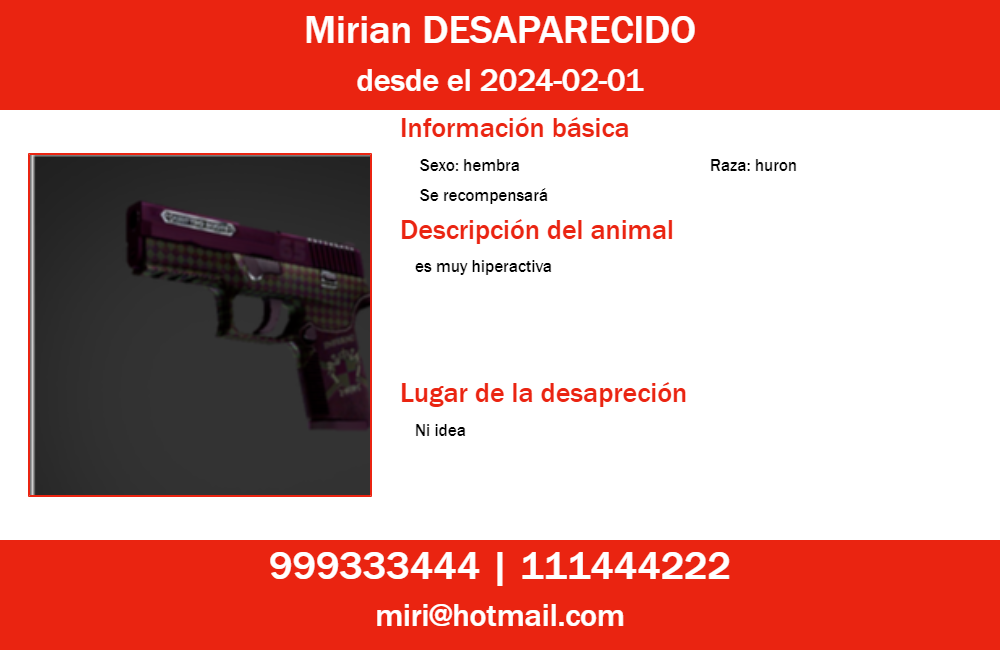 Mirian DESAPARECIDO
desde el 2024-02-01
Información básica
Sexo: hembra
Raza: huron
Se recompensará
Descripción del animal
es muy hiperactiva
Lugar de la desapreción
Ni idea
999333444 | 111444222
miri@hotmail.com